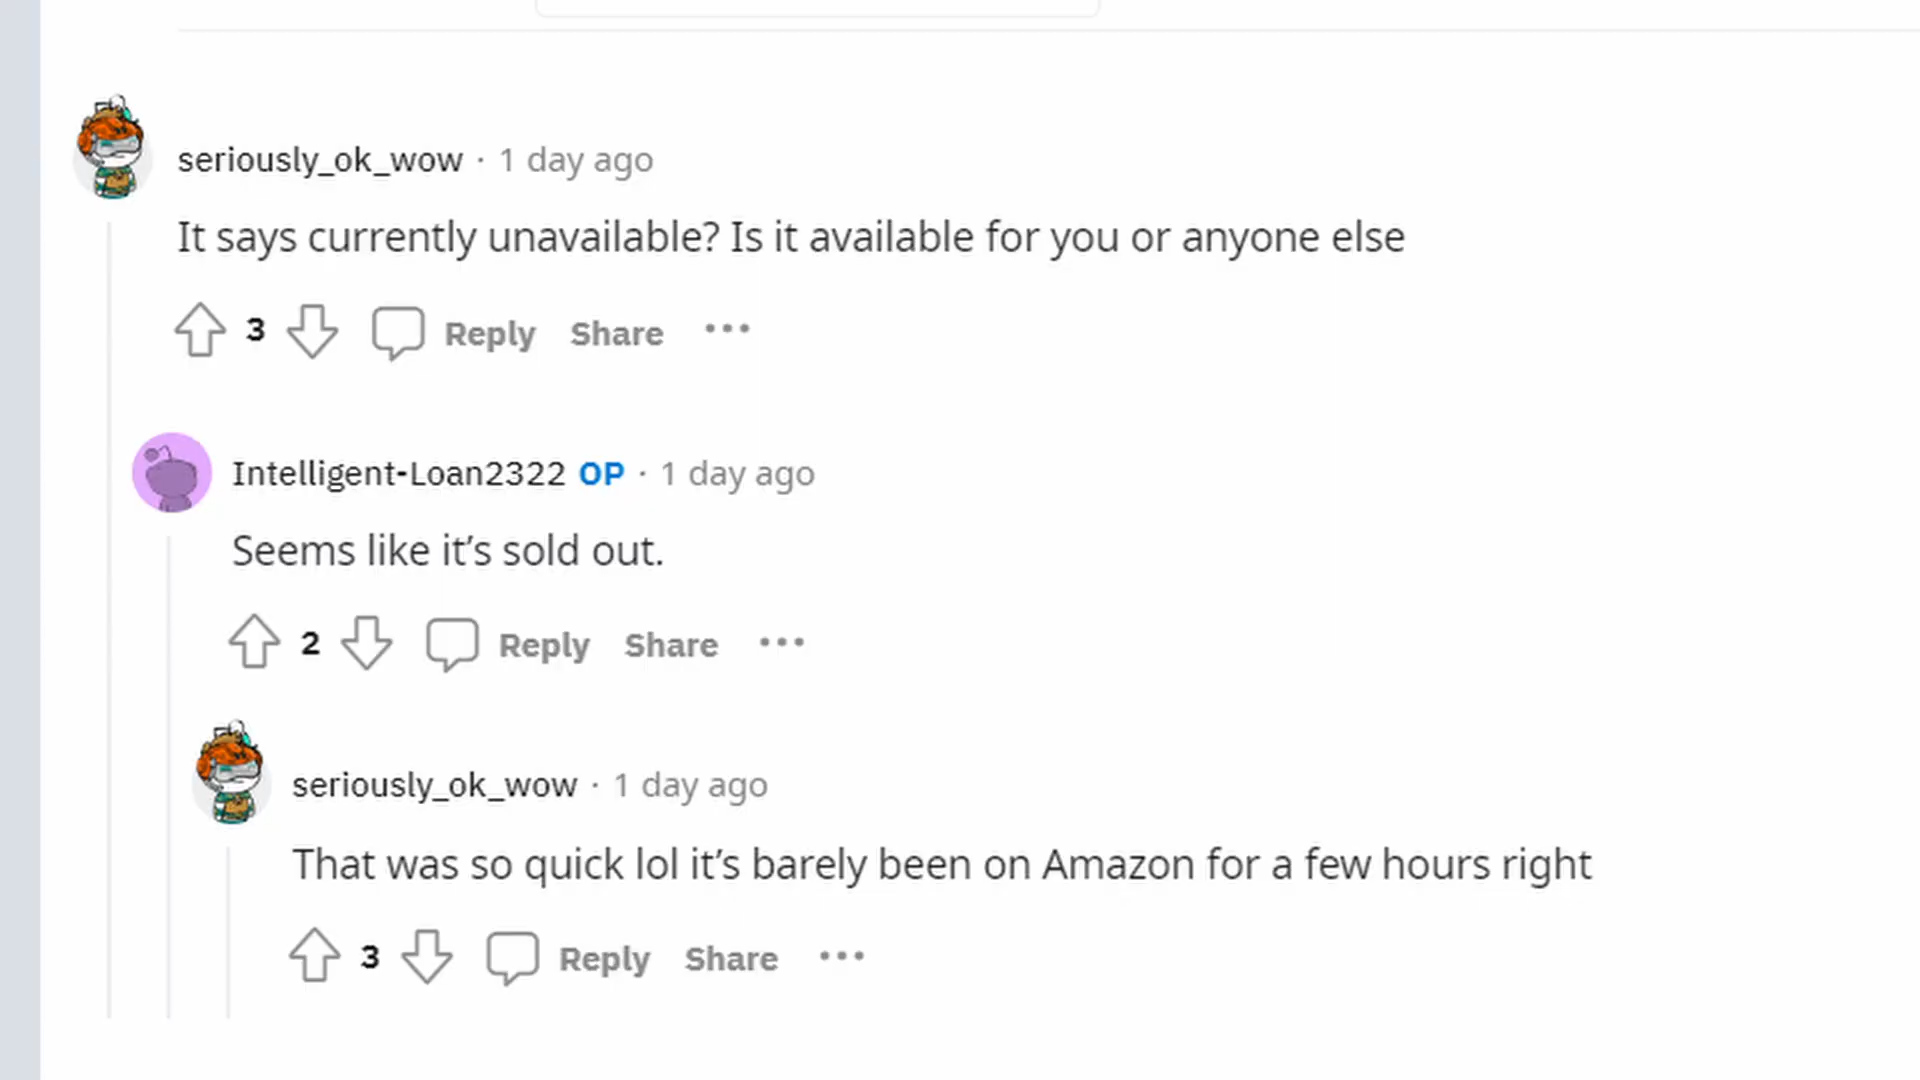 seriously_ok_wow · 1 day ago
It says currently unavailable? Is it available for you or anyone else
3 Reply Share ···
Intelligent-Loan2322 OP · 1 day ago
Seems like it’s sold out.
2 Reply Share ···
seriously_ok_wow · 1 day ago
That was so quick lol it’s barely been on Amazon for a few hours right
3 Reply Share ···